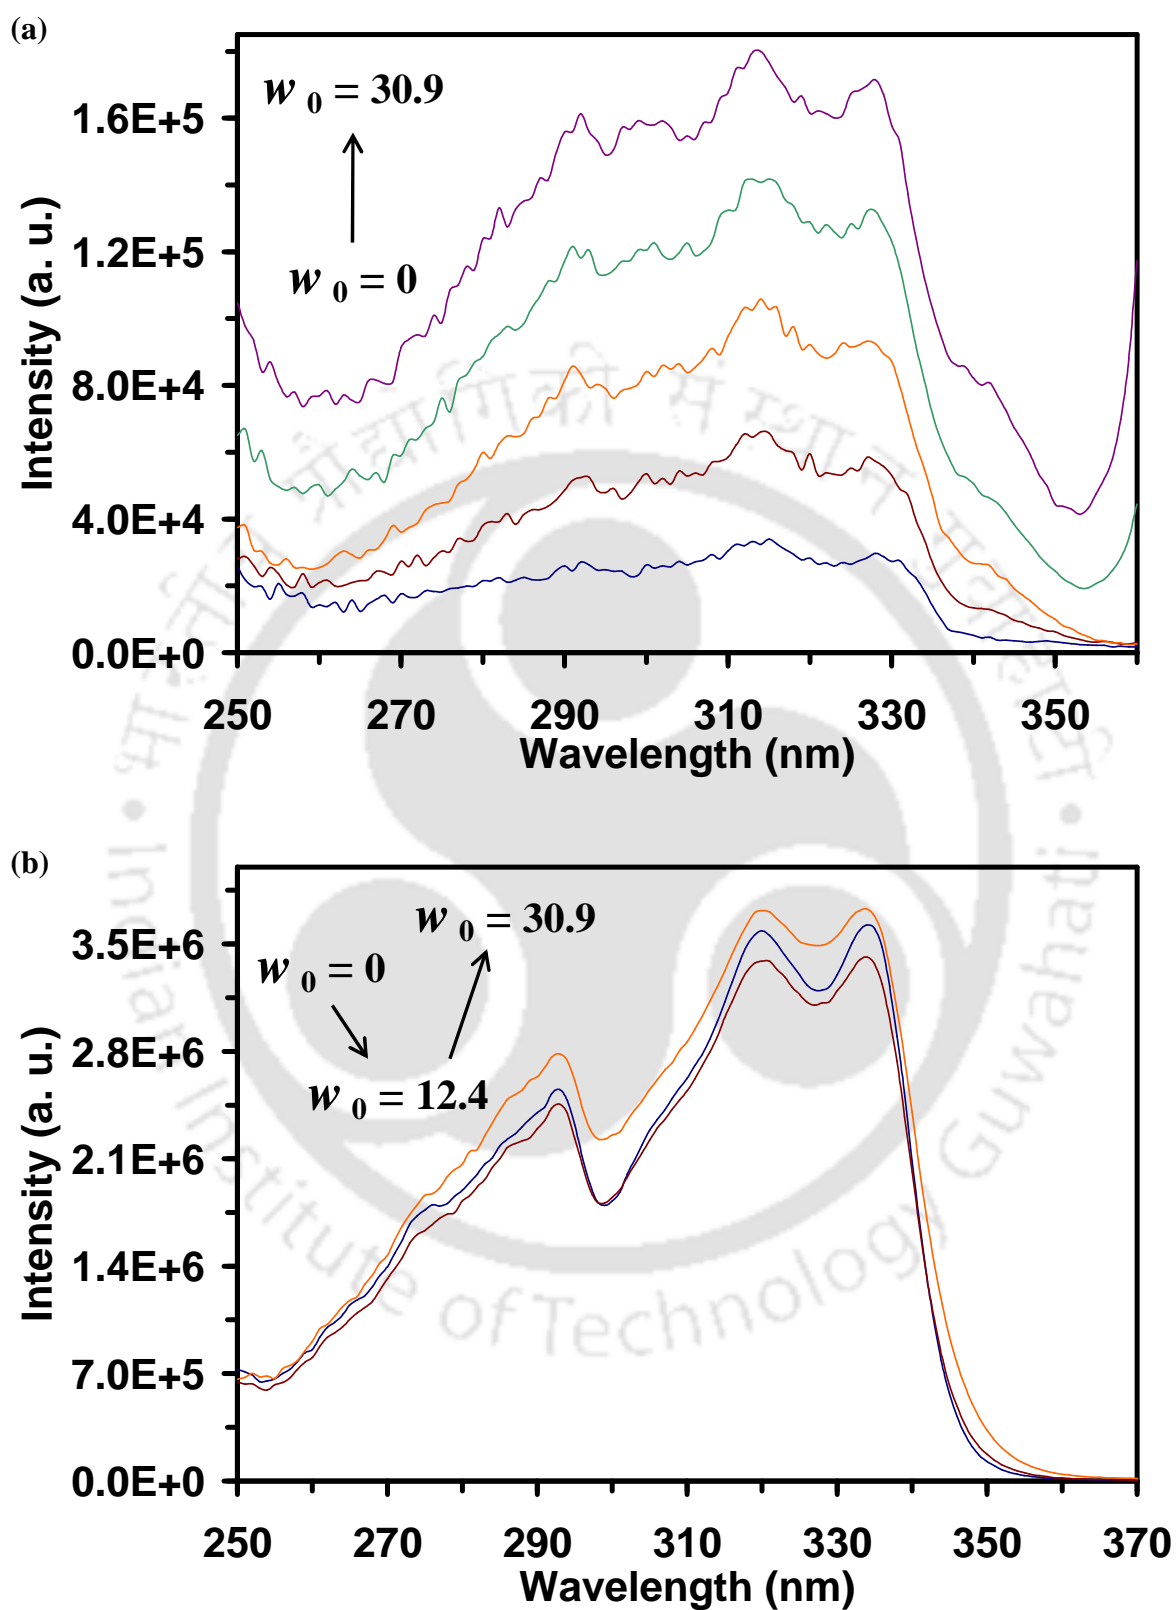 (a)
w 0 = 30.9
w 0 = 0
1.6E+5
1.2E+5
8.0E+4
4.0E+4
0.0E+0
Intensity (a. u.)
250 270 290 310 330 350
Wavelength (nm)
(b)
w 0 = 30.9
w 0 = 0
w 0 = 12.4
3.5E+6
2.8E+6
2.1E+6
1.4E+6
7.0E+5
0.0E+0
Intensity (a. u.)
250 270 290 310 330 350 370
Wavelength (nm)
Indian Institute of Technology Guwahati